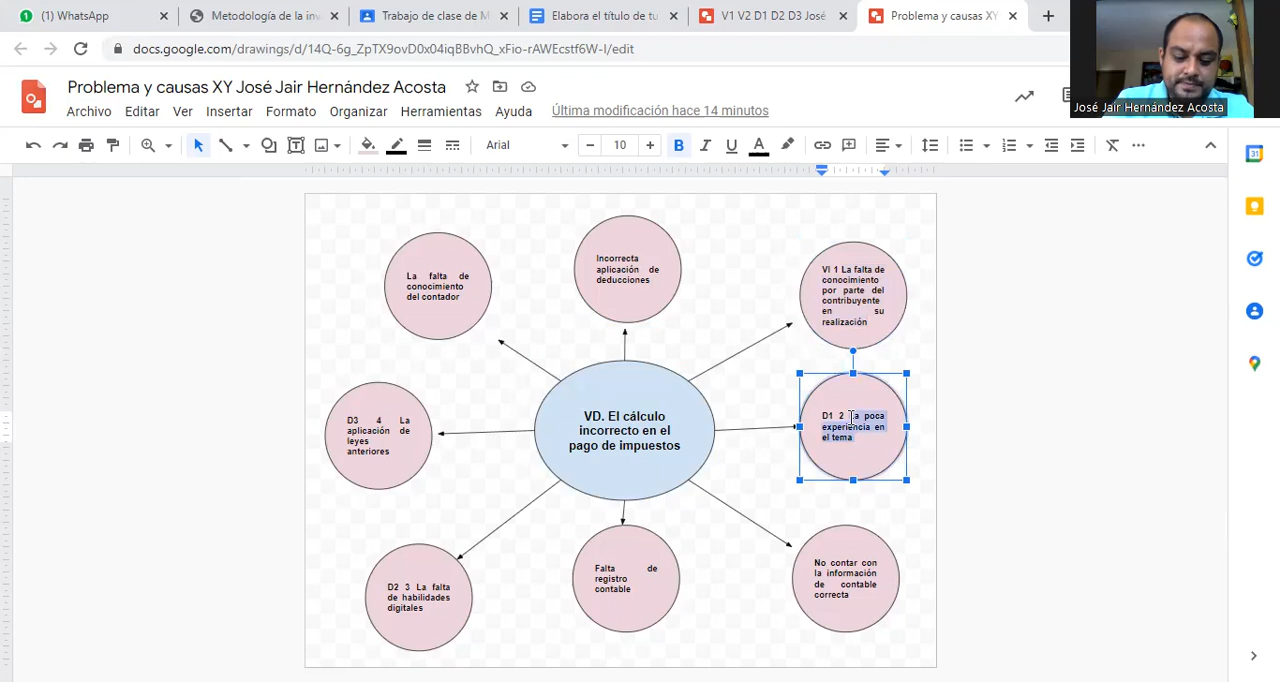 (1) WhatsApp
Metodología de la inv
Trabajo de clase de M
Elabora el título de tu
V1 V2 D1 D2 D3 José
Problema y causas XY
docs.google.com/drawings/d/14Q-6g_ZpTX9ovD0x04iqBBvhQ_xFio-rAWEcstf6W-I/edit
Problema y causas XY José Jair Hernández Acosta
Archivo Editar Ver Insertar Formato Organizar Herramientas Ayuda Última modificación hace 14 minutos
José Jair Hernández Acosta
Arial
10
La falta de
conocimiento
del contador
Incorrecta
aplicación de
deducciones
VI 1 La falta de
conocimiento
por parte del
contribuyente
en su
realización
D3 4 La
aplicación de
leyes
anteriores
VD. El cálculo
incorrecto en el
pago de impuestos
D1 2 La poca
experiencia en
el tema
D2 3 La falta
de habilidades
digitales
Falta de
registro
contable
No contar con
la información
de contable
correcta